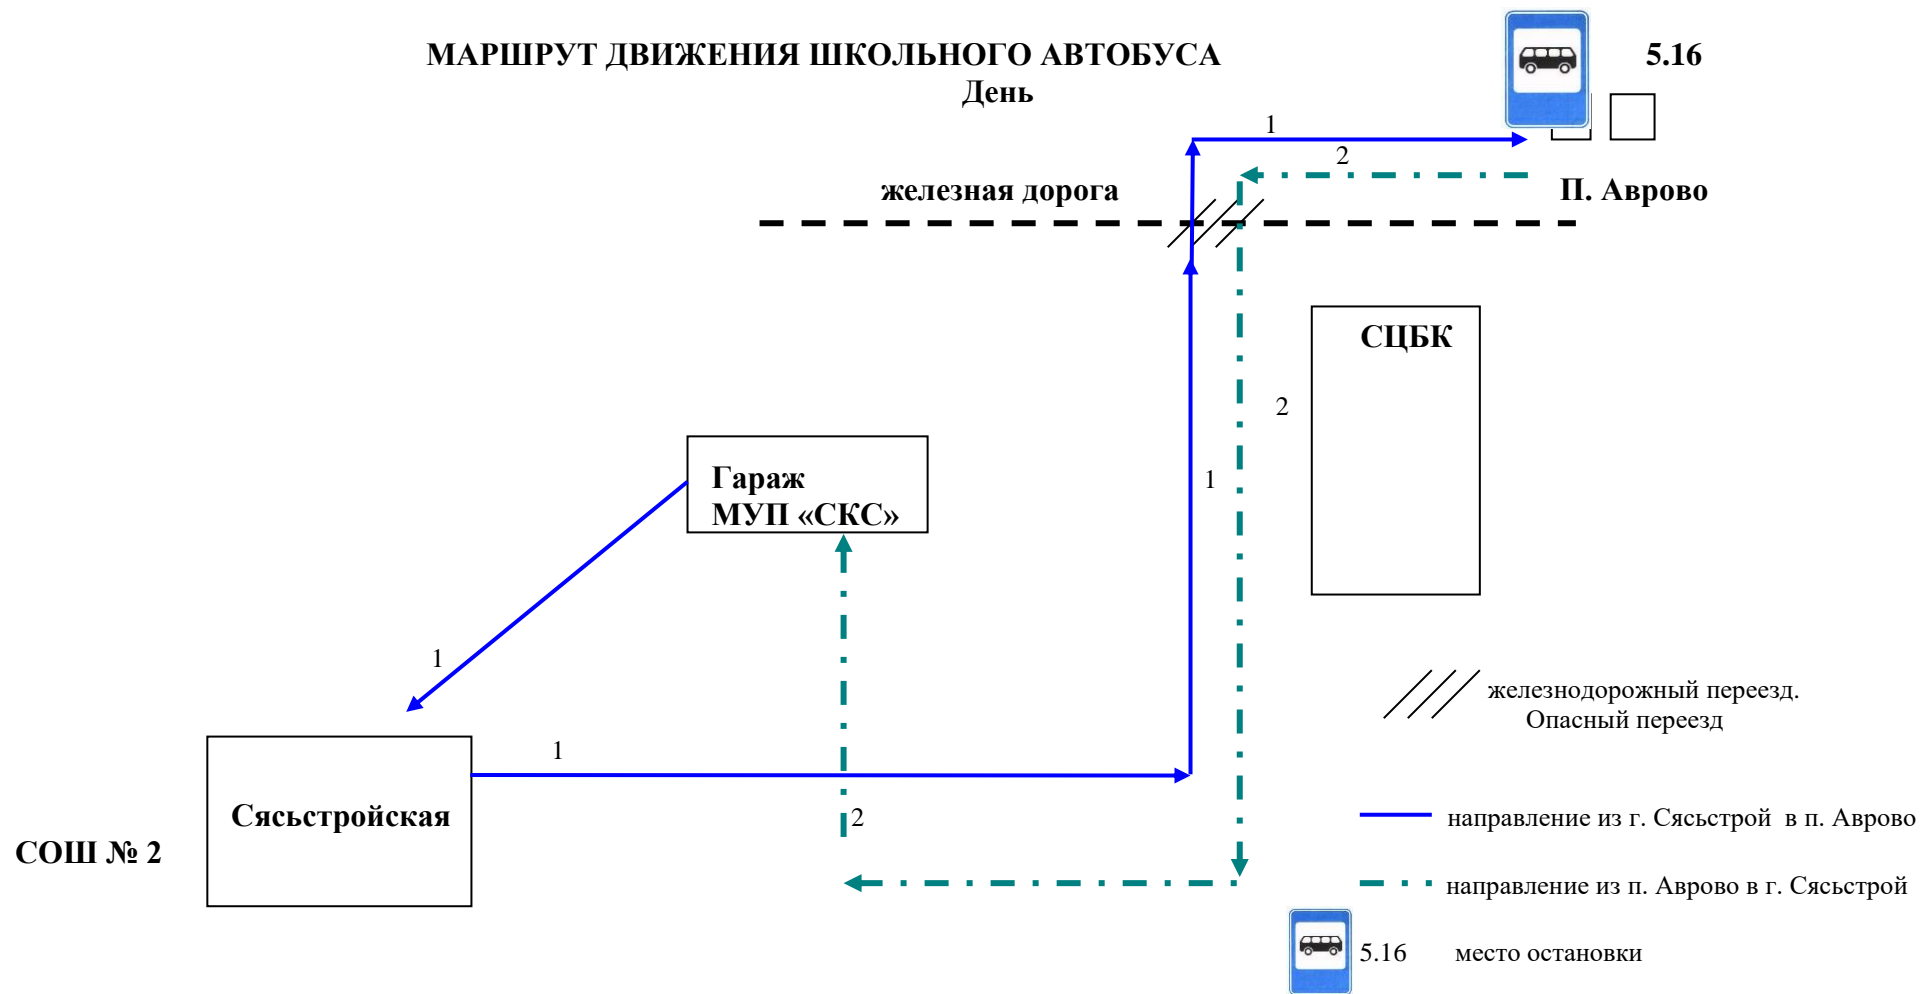 МАРШРУТ ДВИЖЕНИЯ ШКОЛЬНОГО АВТОБУСА
5.16
День
1
2
железная дорога
П. Аврово
СЦБК
2
1
Гараж
МУП «СКС»
1
железнодорожный переезд.
Опасный переезд
1
Сясьстройская
2
направление из г. Сясьстрой в п. Аврово
СОШ № 2
направление из п. Аврово в г. Сясьстрой
5.16 место остановки